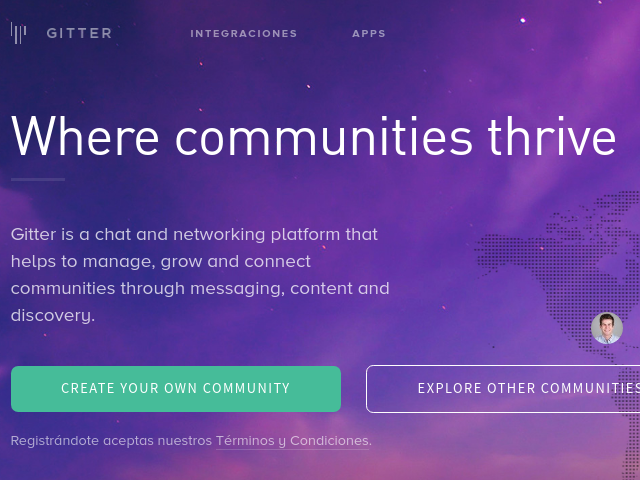 GITTER INTEGRACIONES APPS
Where communities thrive
Gitter is a chat and networking platform that
helps to manage, grow and connect
communities through messaging, content and
discovery.
CREATE YOUR OWN COMMUNITY EXPLORE OTHER COMMUNITIES
Registrándote aceptas nuestros Términos y Condiciones.